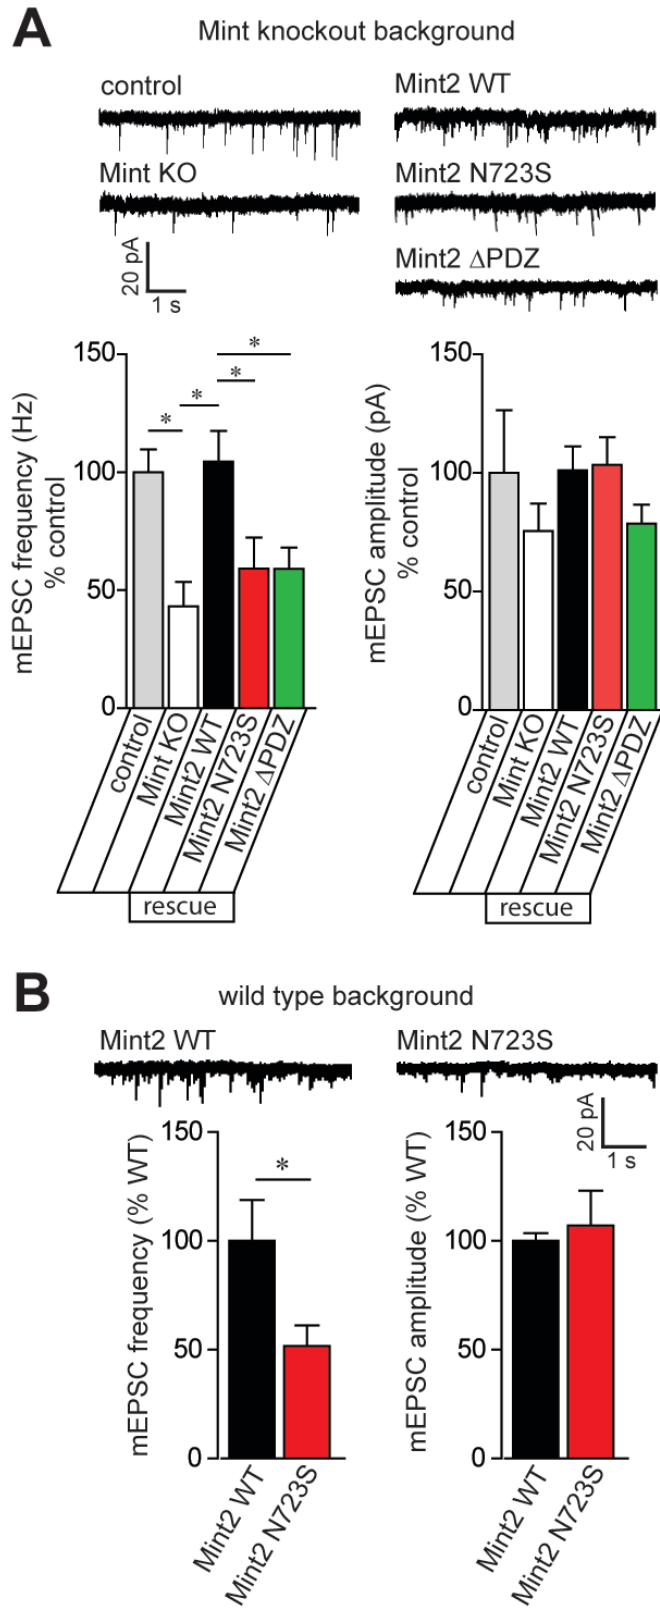 A
Mint knockout background
control
Mint2 WT
Mint KO
Mint2 N723S
Mint2 ΔPDZ
20 pA
1 s
mEPSC frequency (Hz)
% control
150
100
50
0
*
*
*
*
control
Mint KO
Mint2 WT
Mint2 N723S
Mint2 ΔPDZ
rescue
mEPSC amplitude (pA)
% control
150
100
50
0
control
Mint KO
Mint2 WT
Mint2 N723S
Mint2 ΔPDZ
rescue
B
wild type background
Mint2 WT
Mint2 N723S
20 pA
1 s
mEPSC frequency (% WT)
150
100
50
0
*
Mint2 WT
Mint2 N723S
mEPSC amplitude (% WT)
150
100
50
0
Mint2 WT
Mint2 N723S